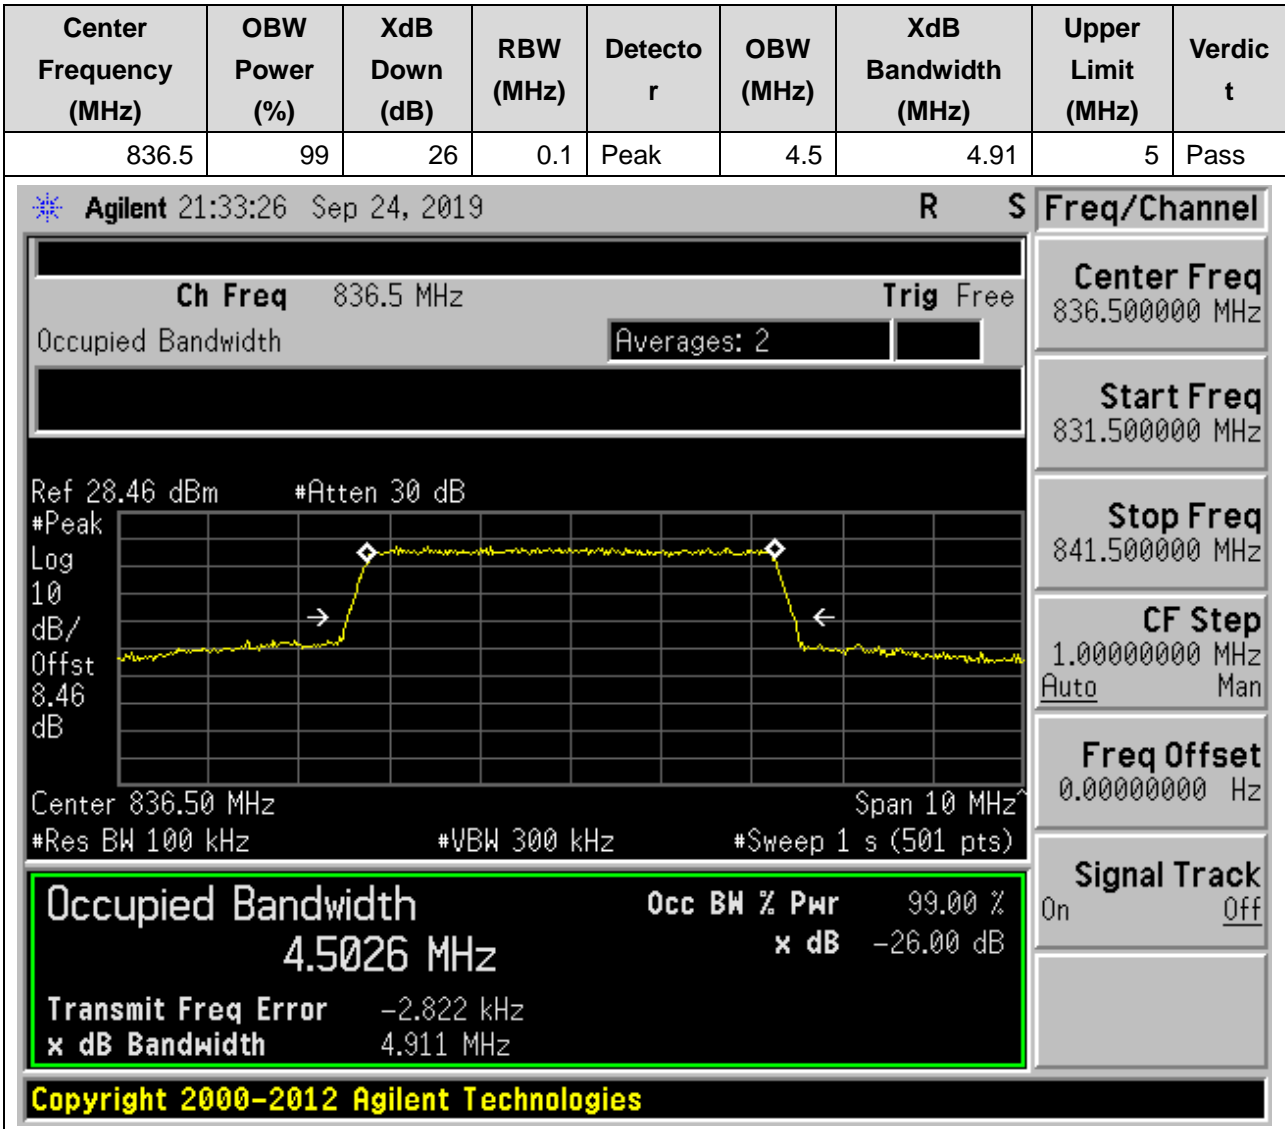 Center Frequency (MHz) OBW Power (%) XdB Down (dB) RBW (MHz) Detecto r OBW (MHz) XdB Bandwidth (MHz) Upper Limit (MHz) Verdic t
836.5 99 26 0.1 Peak 4.5 4.91 5 Pass
Agilent 21:33:26 Sep 24, 2019 R S Freq/Channel
Ch Freq 836.5 MHz Trig Free
Occupied Bandwidth Averages: 2
Center Freq
836.500000 MHz
Start Freq
831.500000 MHz
Stop Freq
841.500000 MHz
CF Step
1.00000000 MHz
Auto Man
Freq Offset
0.00000000 Hz
Signal Track
On Off
Ref 28.46 dBm #Atten 30 dB
#Peak
Log
10
dB/
Offst
8.46
dB
Center 836.50 MHz Span 10 MHz^
#Res BW 100 kHz #VBW 300 kHz #Sweep 1 s (501 pts)
Occupied Bandwidth Occ BW % Pwr 99.00 %
4.5026 MHz x dB -26.00 dB
Transmit Freq Error -2.822 kHz
x dB Bandwidth 4.911 MHz
Copyright 2000-2012 Agilent Technologies